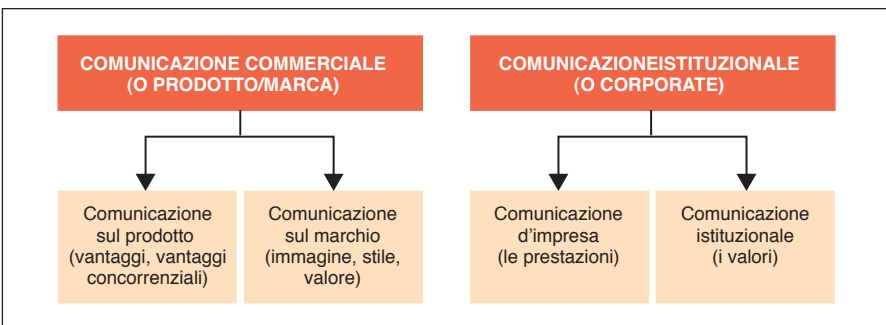 COMUNICAZIONE COMMERCIALE
(O PRODOTTO/MARCA)
COMUNICAZIONEISTITUZIONALE
(O CORPORATE)
Comunicazione
sul prodotto
(vantaggi, vantaggi
concorrenziali)
Comunicazione
sul marchio
(immagine, stile,
valore)
Comunicazione
d'impresa
(le prestazioni)
Comunicazione
istituzionale
(i valori)